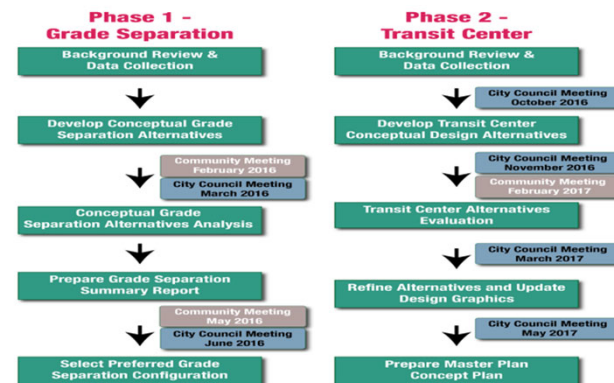 Phase 1 -
Grade Separation
Background Review &
Data Collection
Develop Conceptual Grade
Separation Alternatives
Community Meeting
February 2016
City Council Meeting
March 2016
Conceptual Grade
Separation Alternatives Analysis
Prepare Grade Separation
Summary Report
Community Meeting
May 2016
City Council Meeting
June 2016
Select Preferred Grade
Separation Configuration
Phase 2 -
Transit Center
Background Review &
Data Collection
City Council Meeting
October 2016
Develop Transit Center
Conceptual Design Alternatives
City Council Meeting
November 2016
Community Meeting
February 2017
Transit Center Alternatives
Evaluation
City Council Meeting
March 2017
Refine Alternatives and Update
Design Graphics
City Council Meeting
May 2017
Prepare Master Plan
Concept Plan